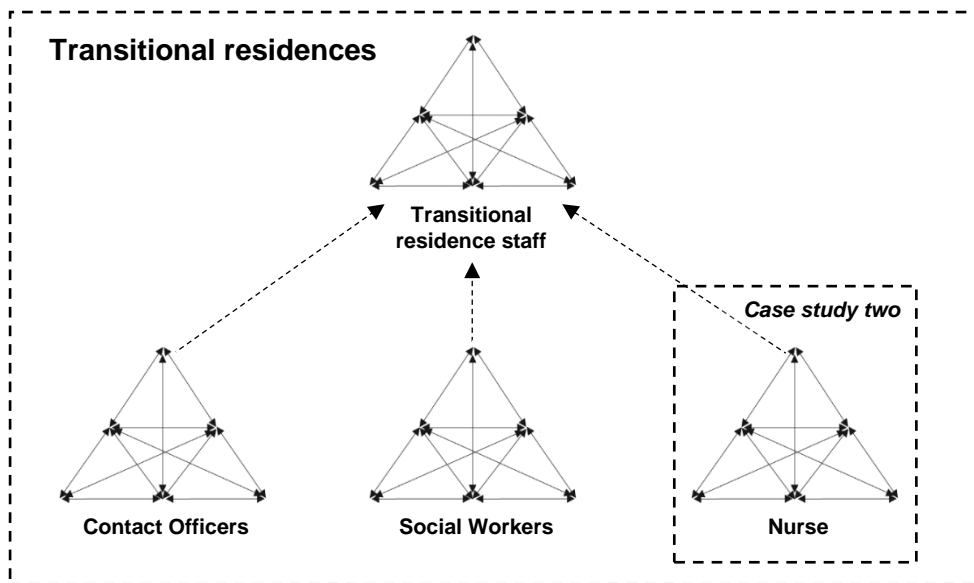 Transitional residences
Transitional
residence staff
Case study two
Contact Officers
Social Workers
Nurse